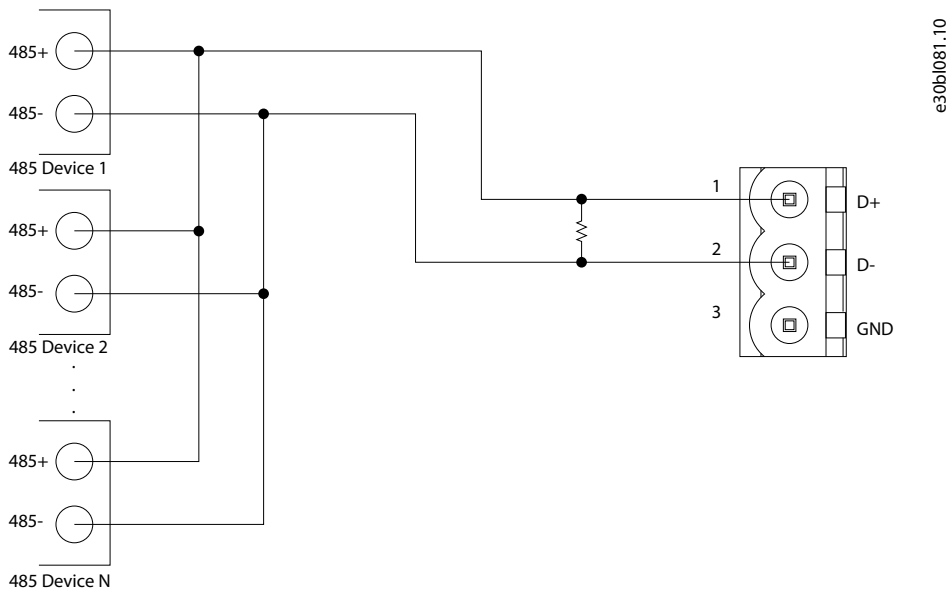 485+
485-
485 Device 1
485+
485-
485 Device 2
.
.
.
485+
485-
485 Device N
1
2
3
D+
D-
GND
e30bl081.10